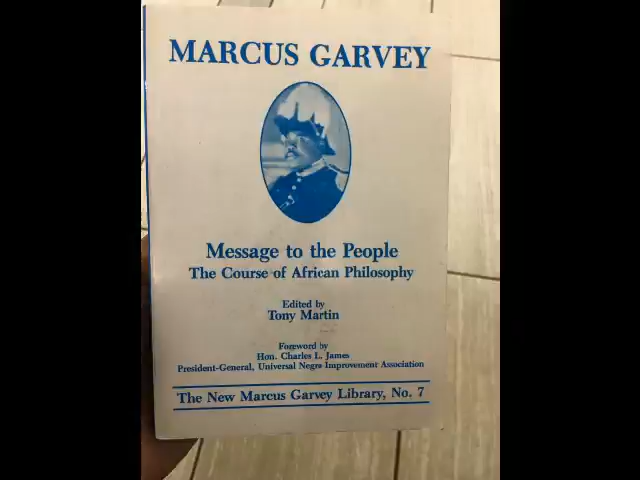 MARCUS GARVEY
Message to the People
The Course of African Philosophy
Edited by
Tony Martin
Foreword by
Hon. Charles L. James
President-General, Universal Negro Improvement Association
The New Marcus Garvey Library, No. 7